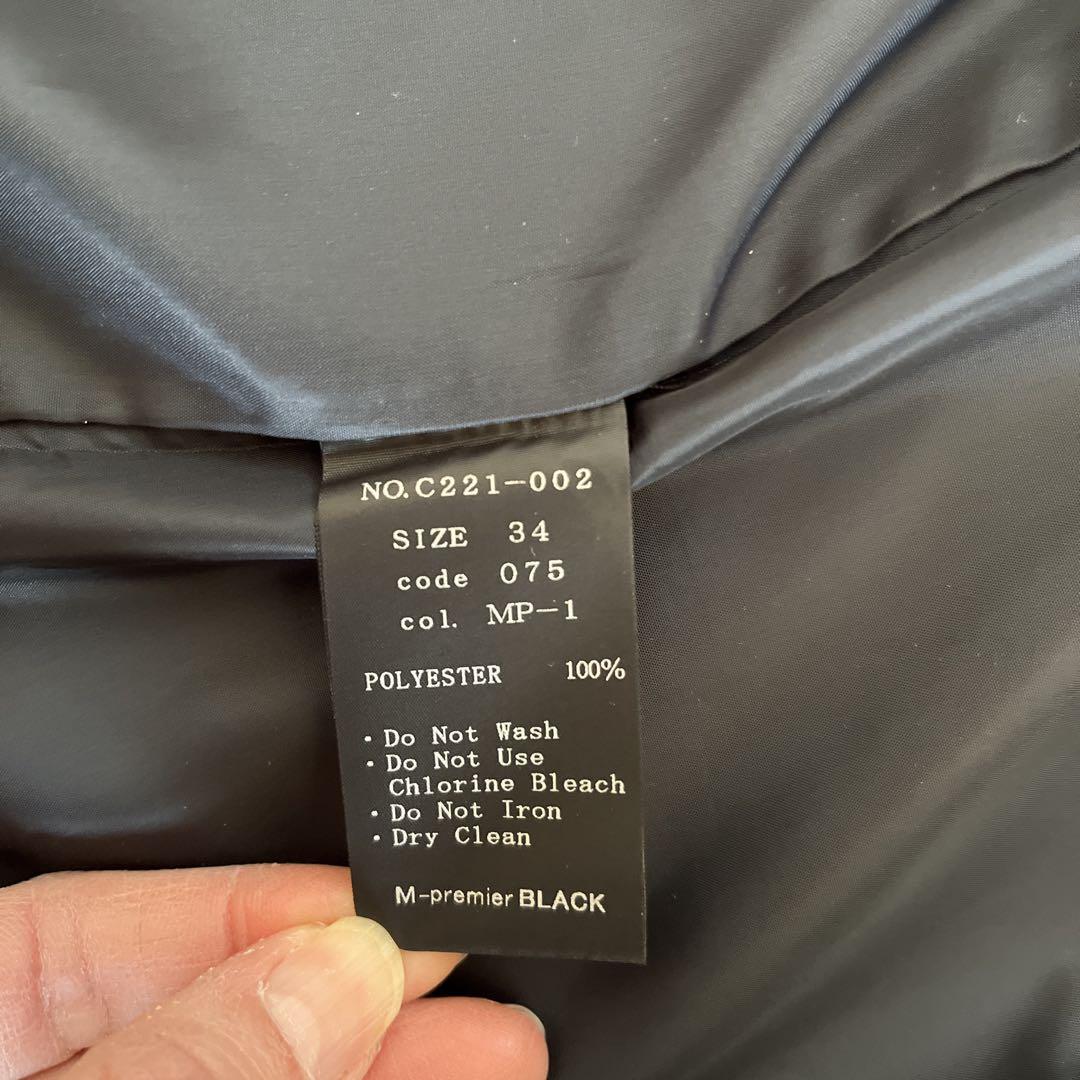 NO.C221-002
SIZE 34
code 075
col. MP-1
POLYESTER 100%
・Do Not Wash
・Do Not Use
Chlorine Bleach
・Do Not Iron
・Dry Clean
M-premier BLACK